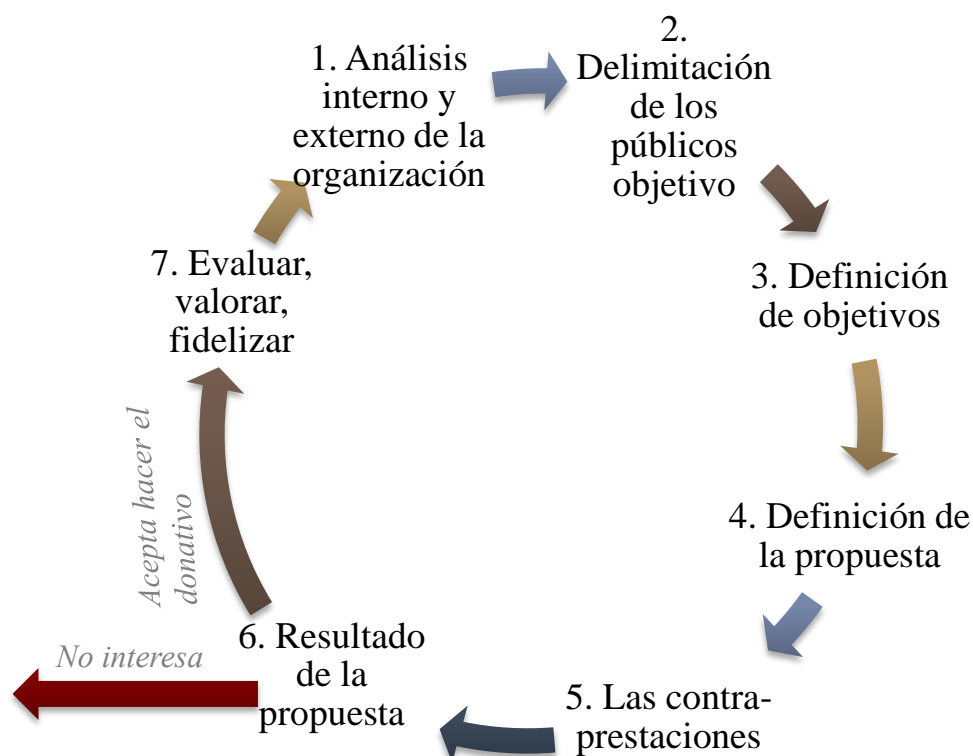 1. Análisis
interno y
externo de la
organización
2.
Delimitación
de los
públicos
objetivo
3. Definición
de objetivos
4. Definición de
la propuesta
5. Las contra-
prestaciones
6. Resultado
de la
propuesta
No interesa
Acepta hacer el
donativo
7. Evaluar,
valorar,
fidelizar